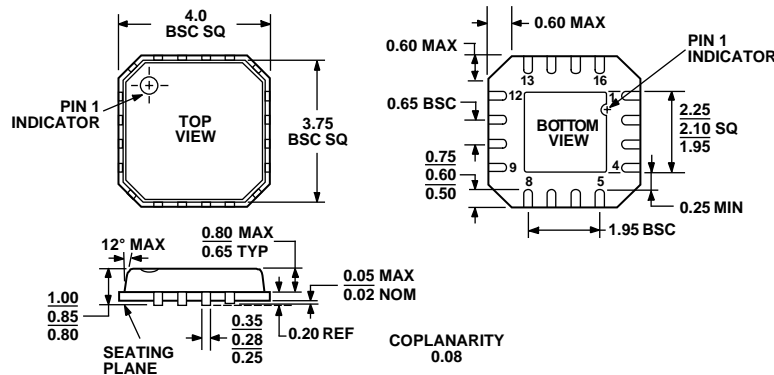 4.0
BSC SQ
PIN 1
INDICATOR
TOP
VIEW
3.75
BSC SQ
0.60 MAX
0.60 MAX
PIN 1
INDICATOR
13
16
12
1
0.65 BSC
BOTTOM
VIEW
2.25
2.10 SQ
1.95
0.75
0.60
0.50
9
4
8
5
0.25 MIN
1.95 BSC
12° MAX
0.80 MAX
0.65 TYP
0.05 MAX
0.02 NOM
1.00
0.85
0.80
0.35
0.28
0.25
0.20 REF
SEATING
PLANE
COPLANARITY
0.08